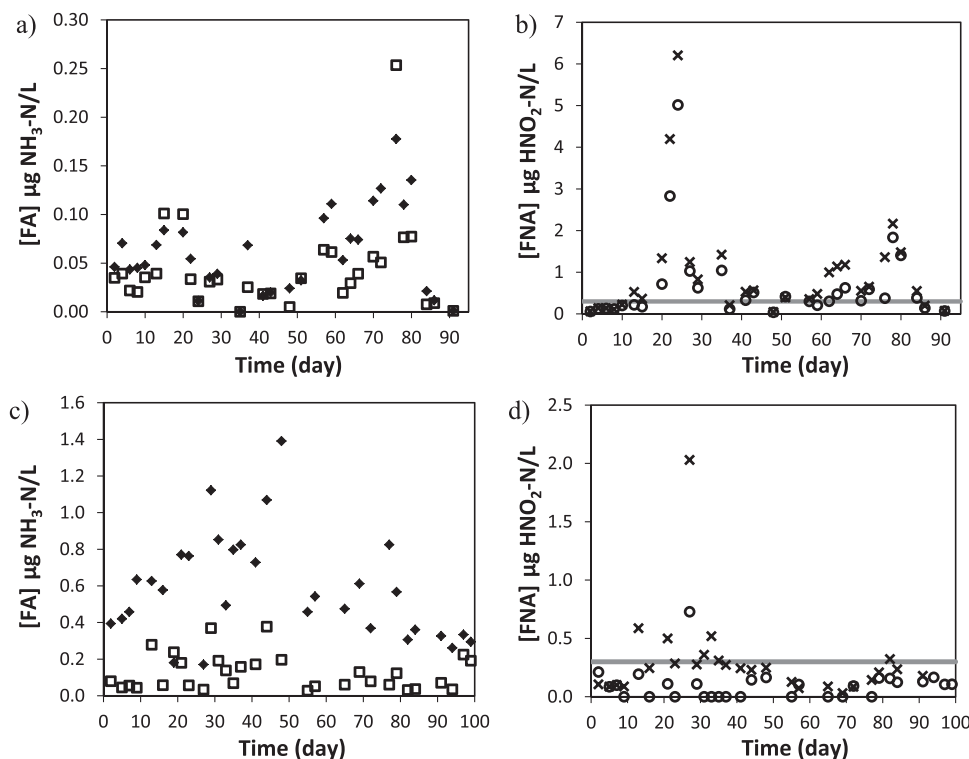 a)
[FA] µg NH₃-N/L
0.30
0.25
0.20
0.15
0.10
0.05
0.00
0 10 20 30 40 50 60 70 80 90
Time (day)
b)
[FNA] µg HNO₂-N/L
7
6
5
4
3
2
1
0
0 10 20 30 40 50 60 70 80 90
Time (day)
c)
[FA] µg NH₃-N/L
1.6
1.4
1.2
1.0
0.8
0.6
0.4
0.2
0.0
0 10 20 30 40 50 60 70 80 90 100
Time (day)
d)
[FNA] µg HNO₂-N/L
2.5
2.0
1.5
1.0
0.5
0.0
0 10 20 30 40 50 60 70 80 90 100
Time (day)